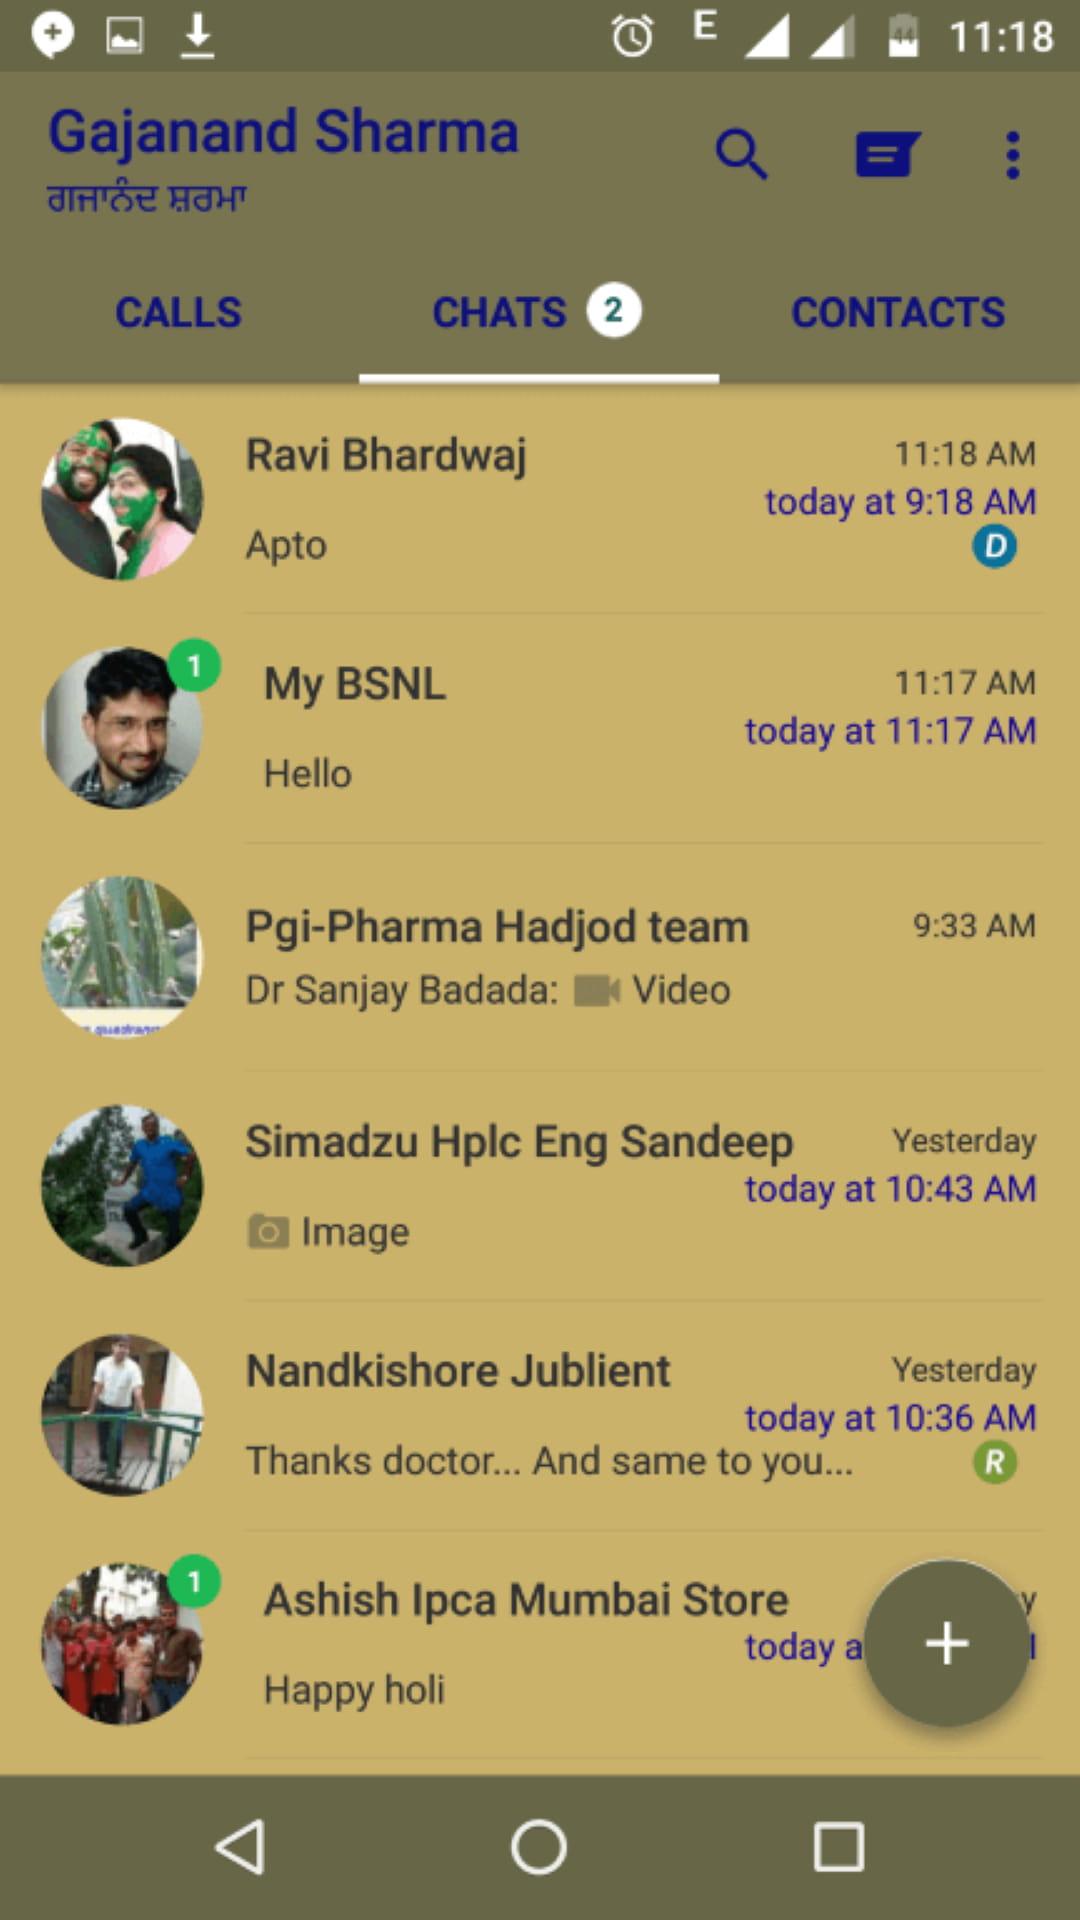 E 44 11:18
Gajanand Sharma
ਗਜਾਨੰਦ ਸ਼ਰਮਾ
CALLS CHATS 2 CONTACTS
Ravi Bhardwaj 11:18 AM
today at 9:18 AM
Apto D
1 My BSNL 11:17 AM
today at 11:17 AM
Hello
Pgi-Pharma Hadjod team 9:33 AM
Dr Sanjay Badada: Video
Simadzu Hplc Eng Sandeep Yesterday
today at 10:43 AM
Image
Nandkishore Jublient Yesterday
today at 10:36 AM
Thanks doctor... And same to you... R
1 Ashish Ipca Mumbai Store
today
Happy holi